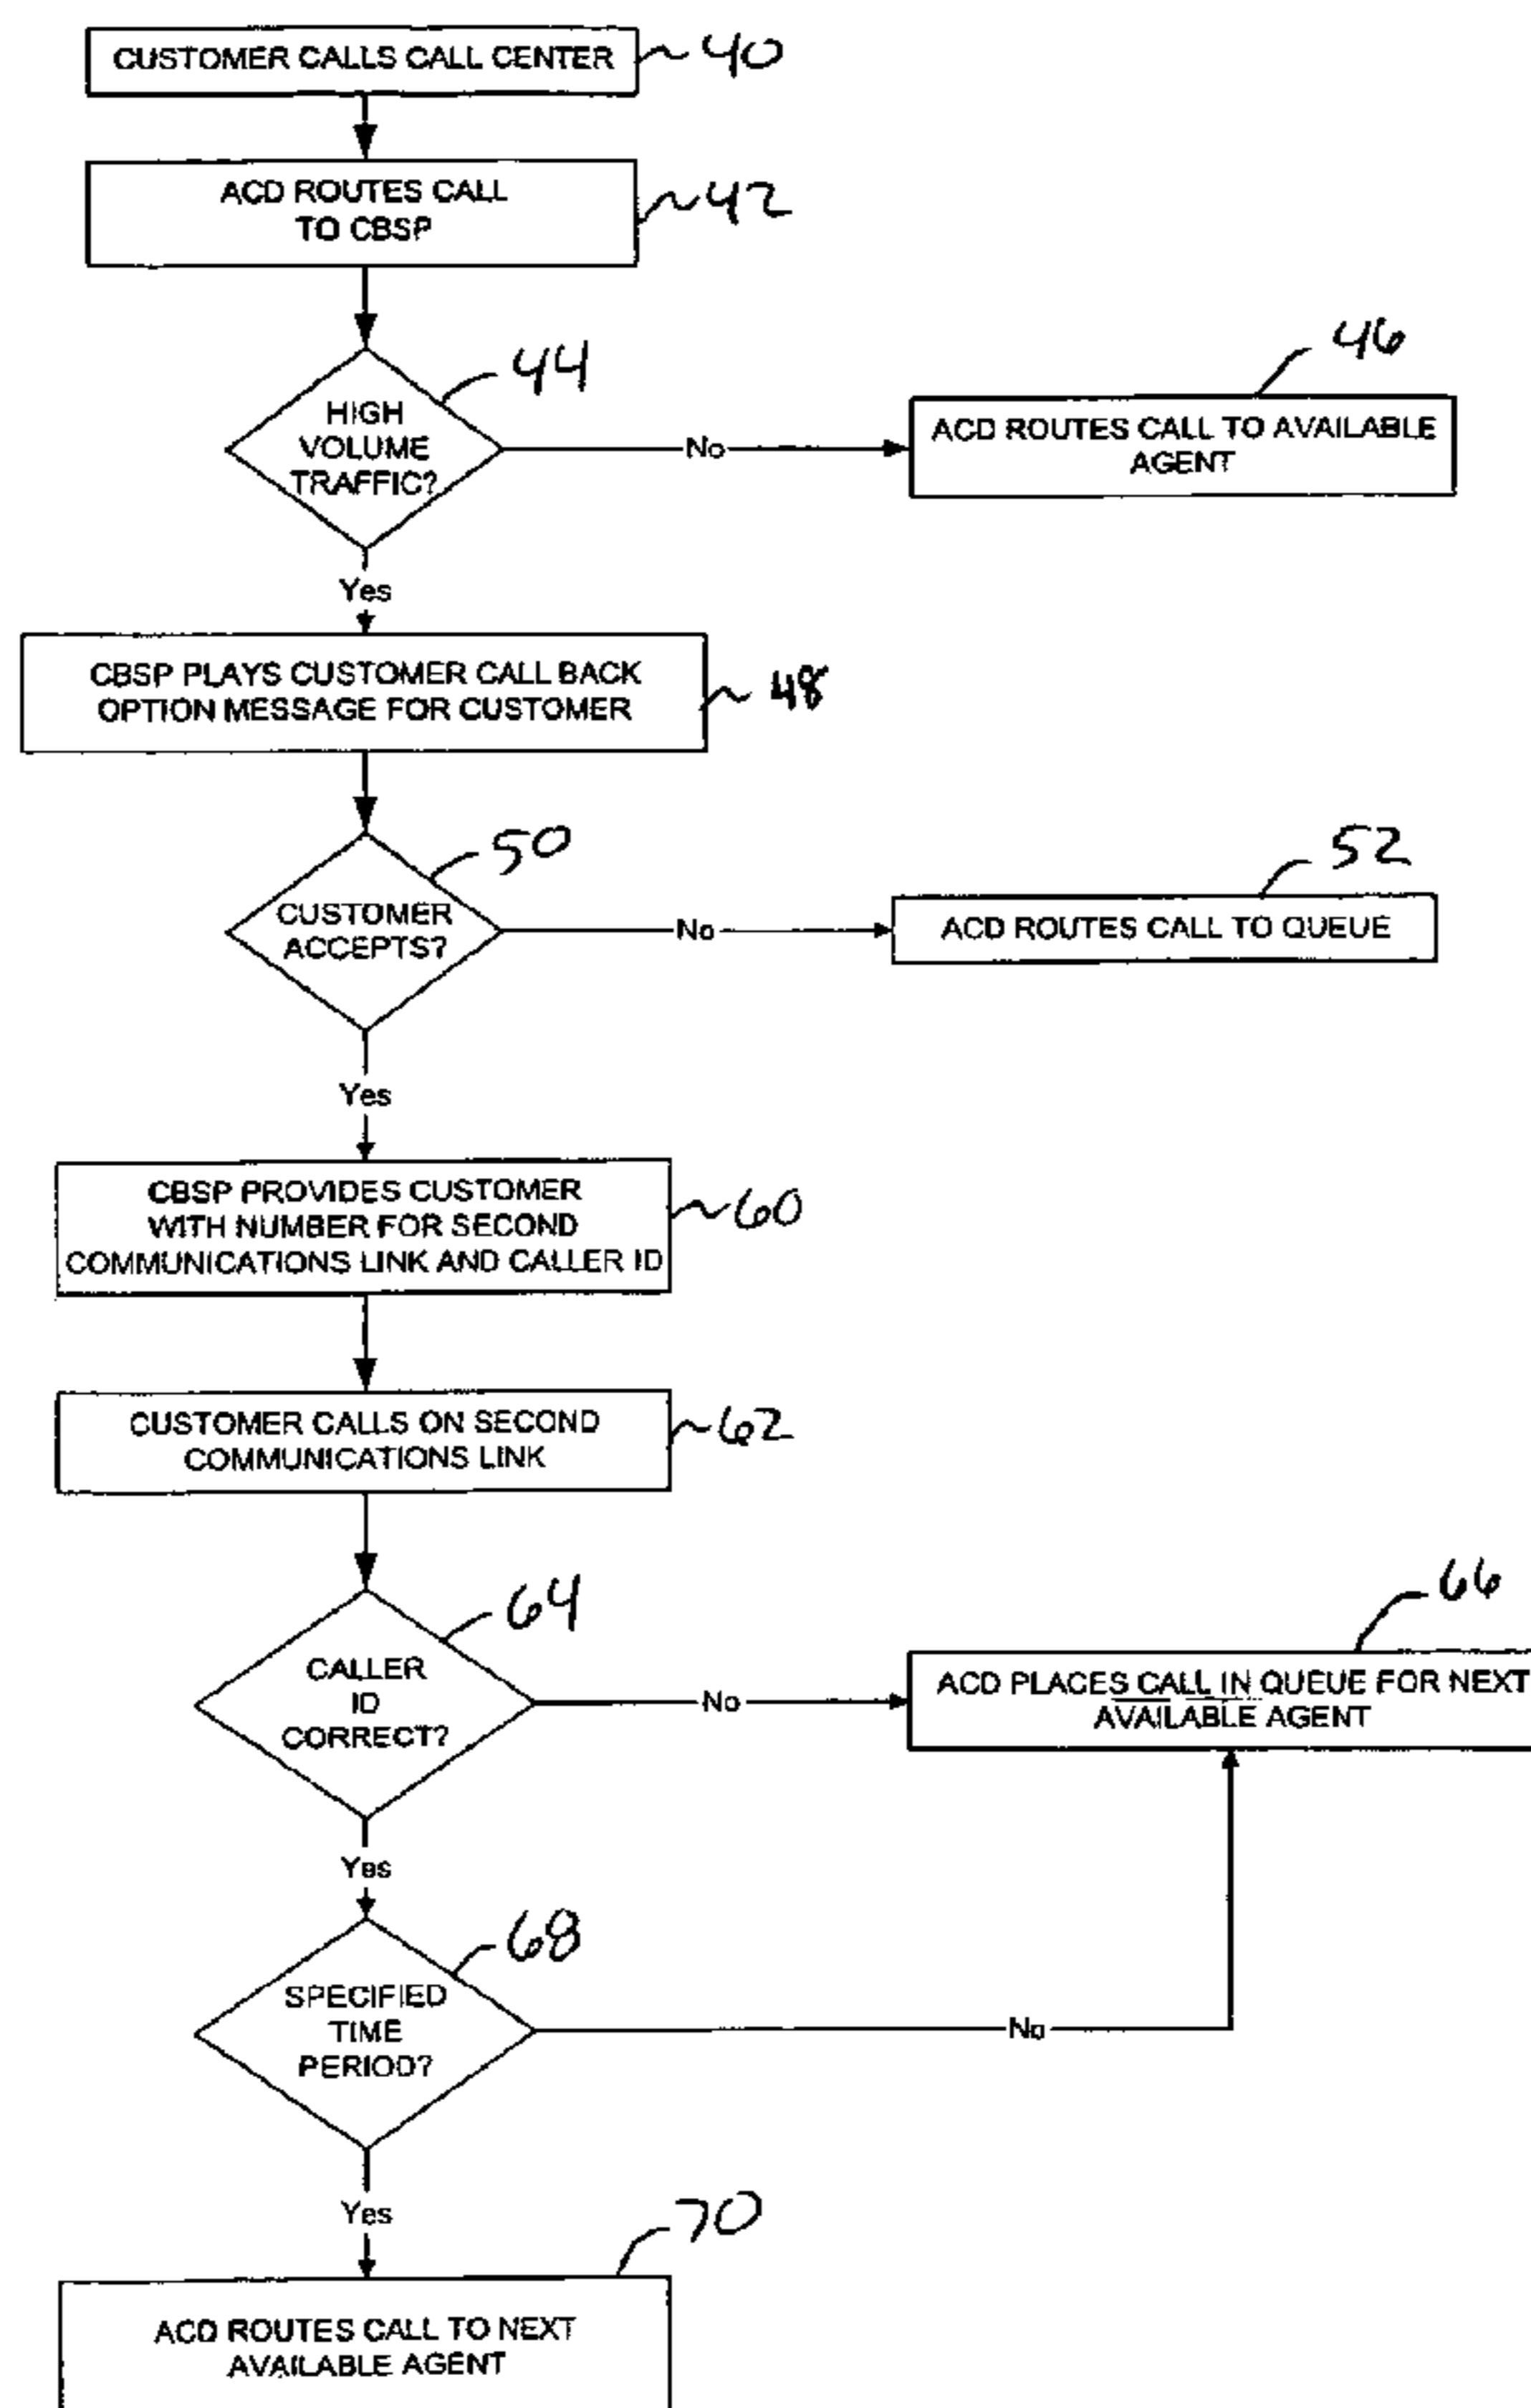 CUSTOMER CALLS CALL CENTER
40
ACD ROUTES CALL
TO CBSP
42
HIGH
VOLUME
TRAFFIC?
44
No
46
ACD ROUTES CALL TO AVAILABLE
AGENT
Yes
CBSP PLAYS CUSTOMER CALL BACK
OPTION MESSAGE FOR CUSTOMER
48
50
CUSTOMER
ACCEPTS?
No
52
ACD ROUTES CALL TO QUEUE
Yes
CBSP PROVIDES CUSTOMER
WITH NUMBER FOR SECOND
COMMUNICATIONS LINK AND CALLER ID
60
CUSTOMER CALLS ON SECOND
COMMUNICATIONS LINK
62
64
CALLER
ID
CORRECT?
No
66
ACD PLACES CALL IN QUEUE FOR NEXT
AVAILABLE AGENT
Yes
68
SPECIFIED
TIME
PERIOD?
No
Yes
70
ACD ROUTES CALL TO NEXT
AVAILABLE AGENT